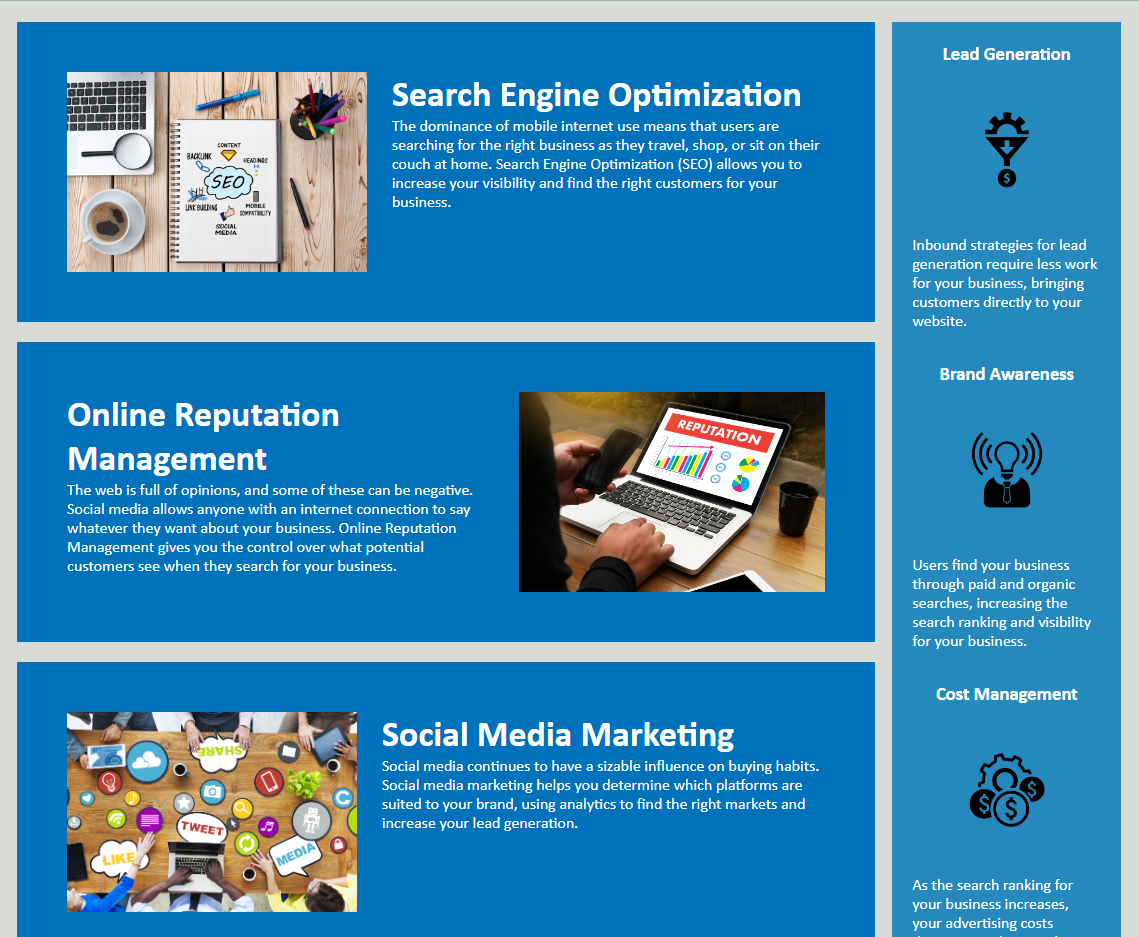 CONTENT
BACKLINK
HEADINGS
SEO
LINK BUILDING
MOBILE
COMPATIBILITY
SOCIAL
MEDIA
Search Engine Optimization
The dominance of mobile internet use means that users are
searching for the right business as they travel, shop, or sit on their
couch at home. Search Engine Optimization (SEO) allows you to
increase your visibility and find the right customers for your
business.
Online Reputation
Management
The web is full of opinions, and some of these can be negative.
Social media allows anyone with an internet connection to say
whatever they want about your business. Online Reputation
Management gives you the control over what potential
customers see when they search for your business.
REPUTATION
SHARE
TWEET
LIKE
MEDIA
Social Media Marketing
Social media continues to have a sizable influence on buying habits.
Social media marketing helps you determine which platforms are
suited to your brand, using analytics to find the right markets and
increase your lead generation.
Lead Generation
$
Inbound strategies for lead
generation require less work
for your business, bringing
customers directly to your
website.
Brand Awareness
Users find your business
through paid and organic
searches, increasing the
search ranking and visibility
for your business.
Cost Management
$ $ $
As the search ranking for
your business increases,
your advertising costs